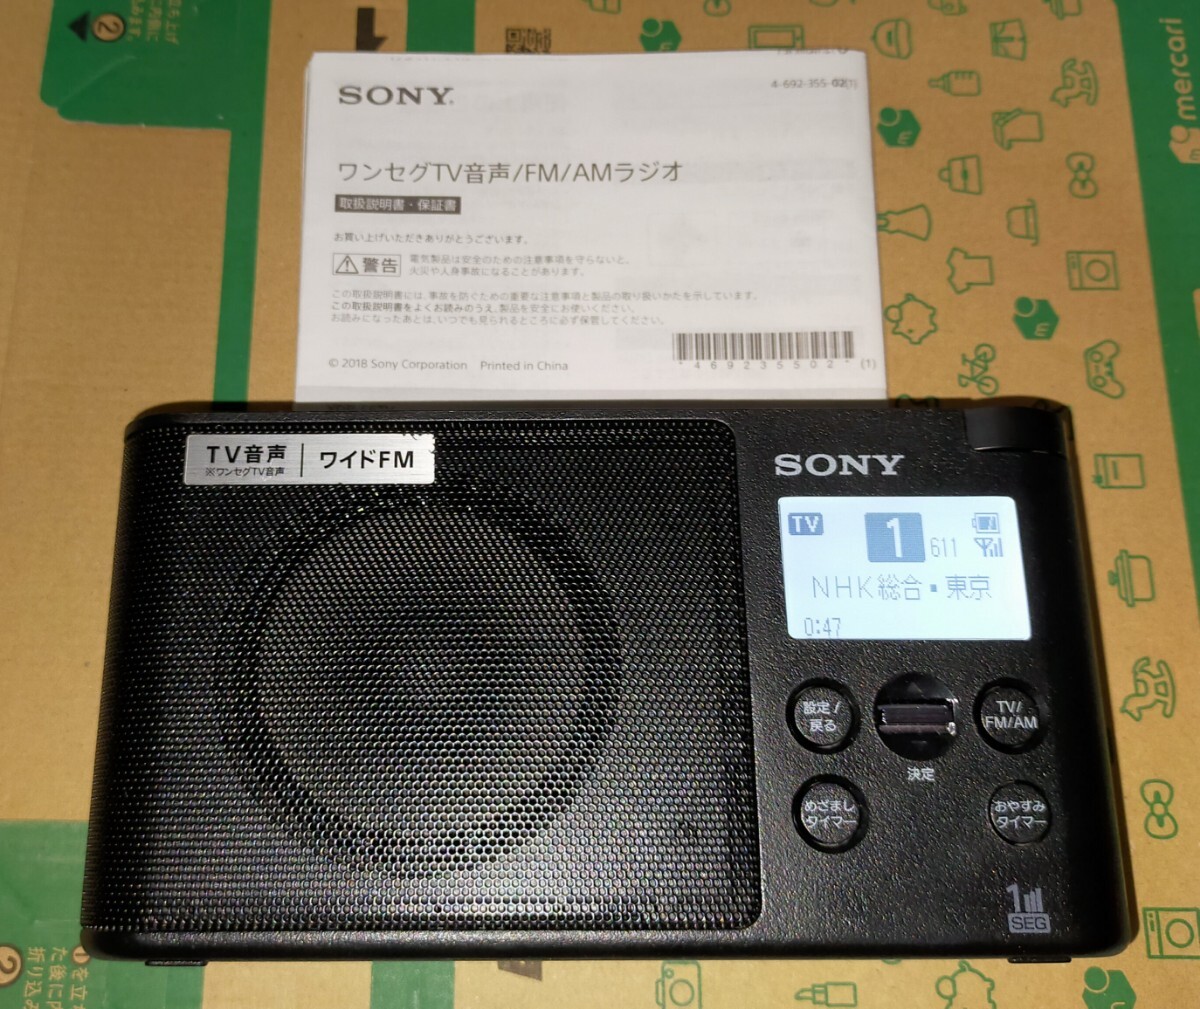 SONY
4-692-355-02(1)
ワンセグTV音声/FM/AMラジオ
取扱説明書・保証書
お買い上げいただきありがとうございます。
警告
電気製品は安全のための注意事項を守らないと、
火災や人身事故になることがあります。
この取扱説明書には、事故を防ぐための重要な注意事項と製品の取り扱いかたを示しています。
この取扱説明書をよくお読みのうえ、製品を安全にお使いください。
お読みになったあとは、いつでも見られるところに必ず保管してください。
© 2018 Sony Corporation Printed in China
*469235502*(1)
mercari
TV音声
※ワンセグTV音声
ワイドFM
SONY
TV
1
611
NHK総合・東京
0:47
設定/
戻る
TV/
FM/AM
決定
めざまし
タイマー
おやすみ
タイマー
1
SEG
②
②